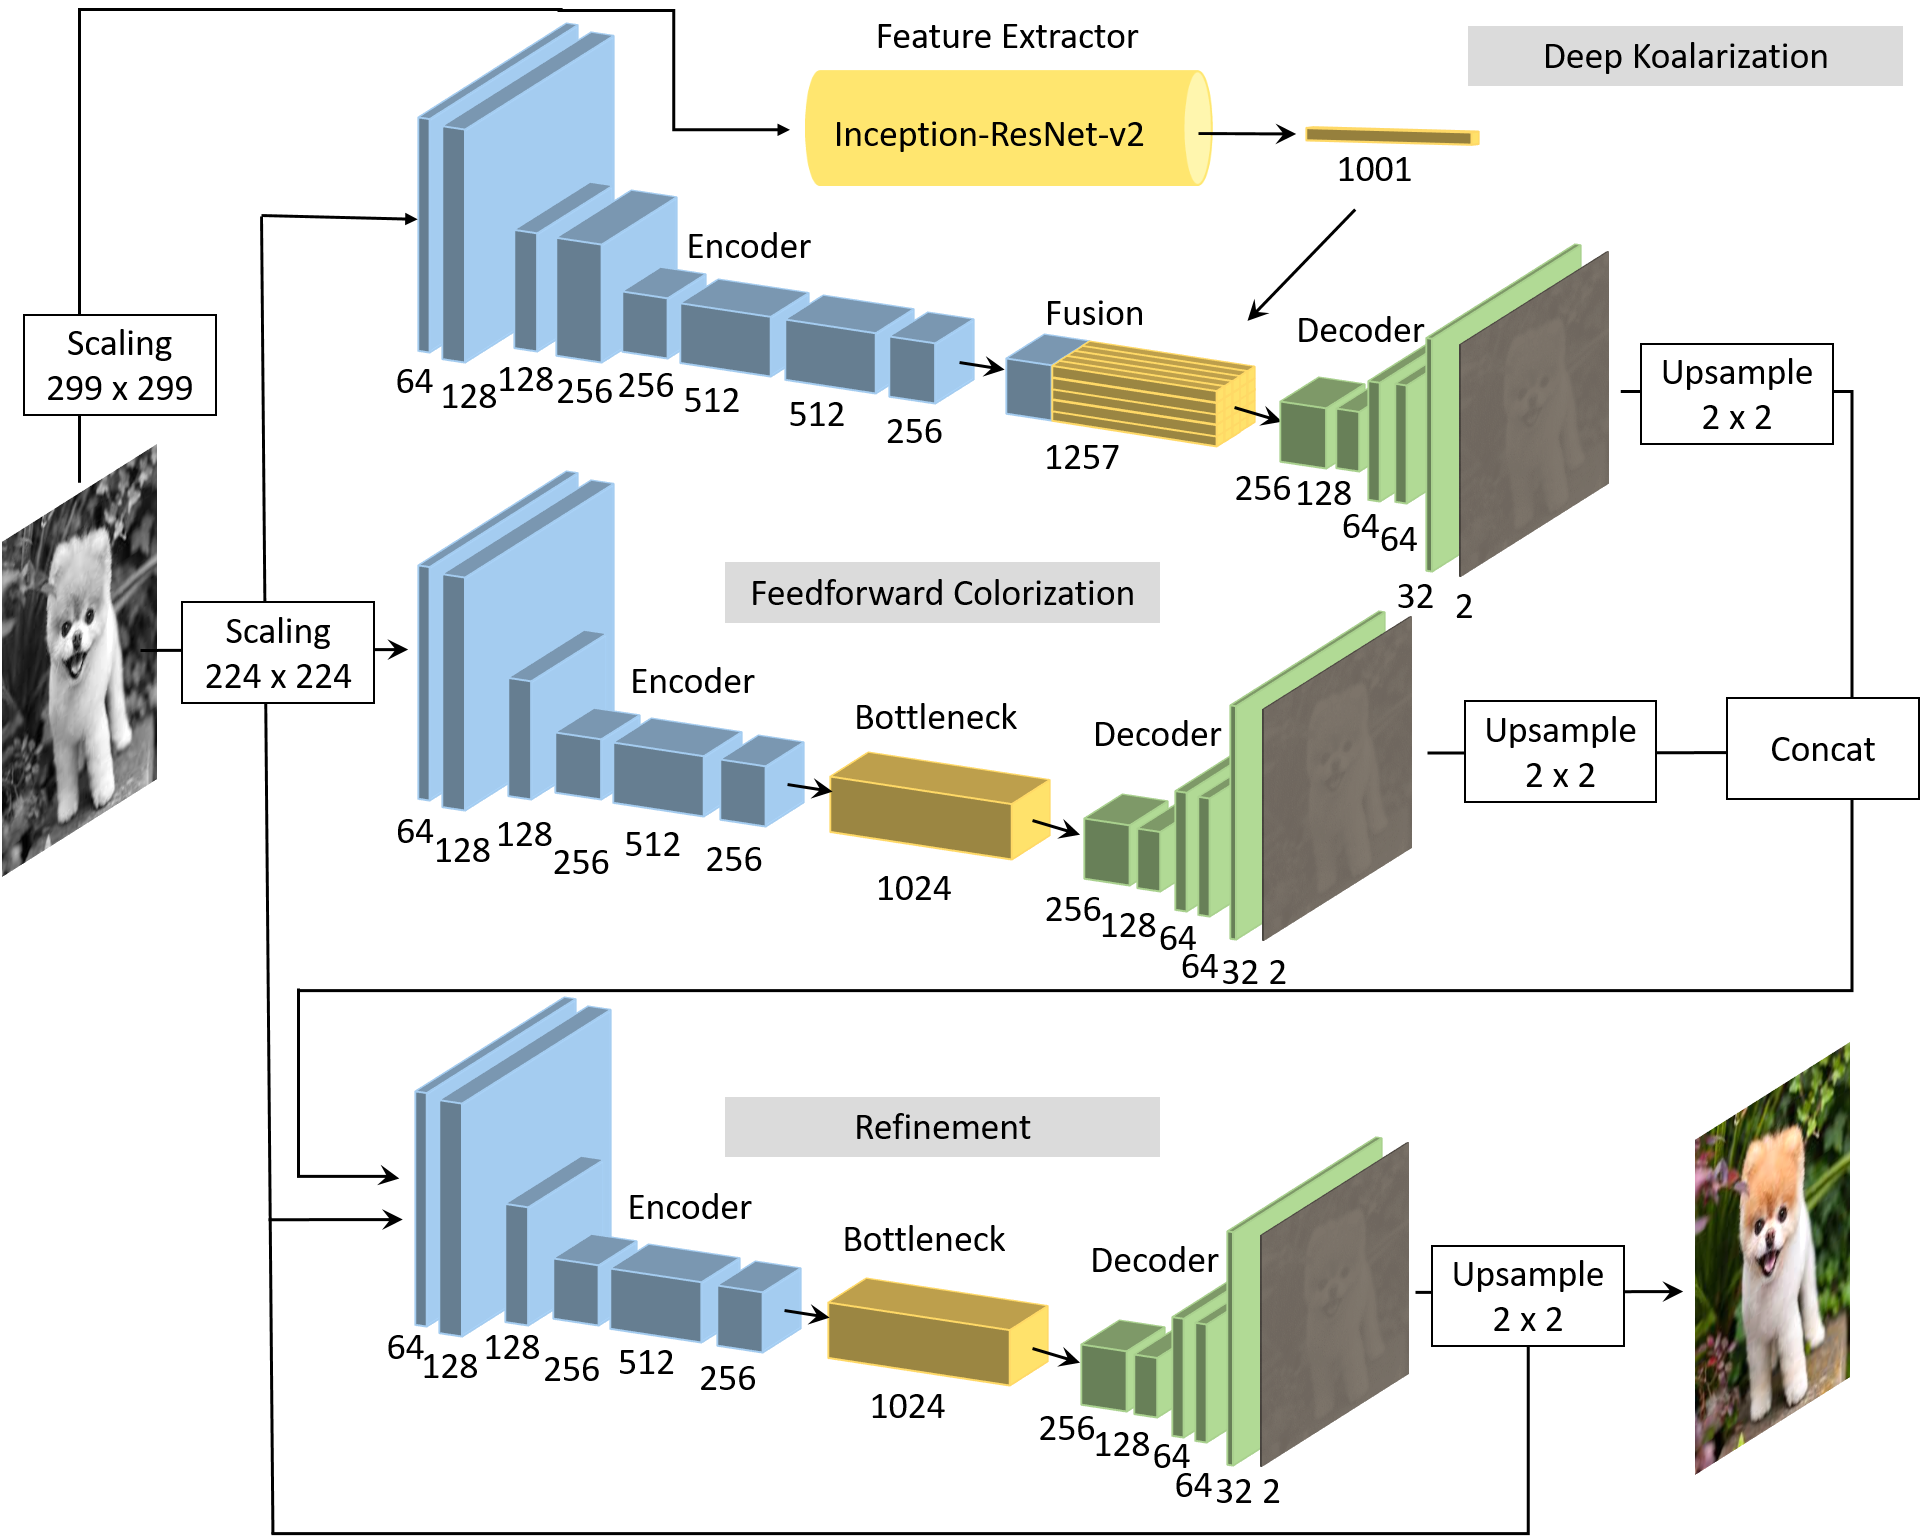 Feature Extractor
Deep Koalarization
Inception-ResNet-v2
1001
Encoder
Scaling
299 x 299
Fusion
Decoder
Upsample
2 x 2
64
128
128
256
256
512
512
256
1257
256
128
64
64
32
2
Feedforward Colorization
Scaling
224 x 224
Encoder
Bottleneck
Decoder
Upsample
2 x 2
Concat
64
128
128
256
512
256
1024
256
128
64
64
32
2
Refinement
Encoder
Bottleneck
Decoder
Upsample
2 x 2
64
128
128
256
512
256
1024
256
128
64
64
32
2